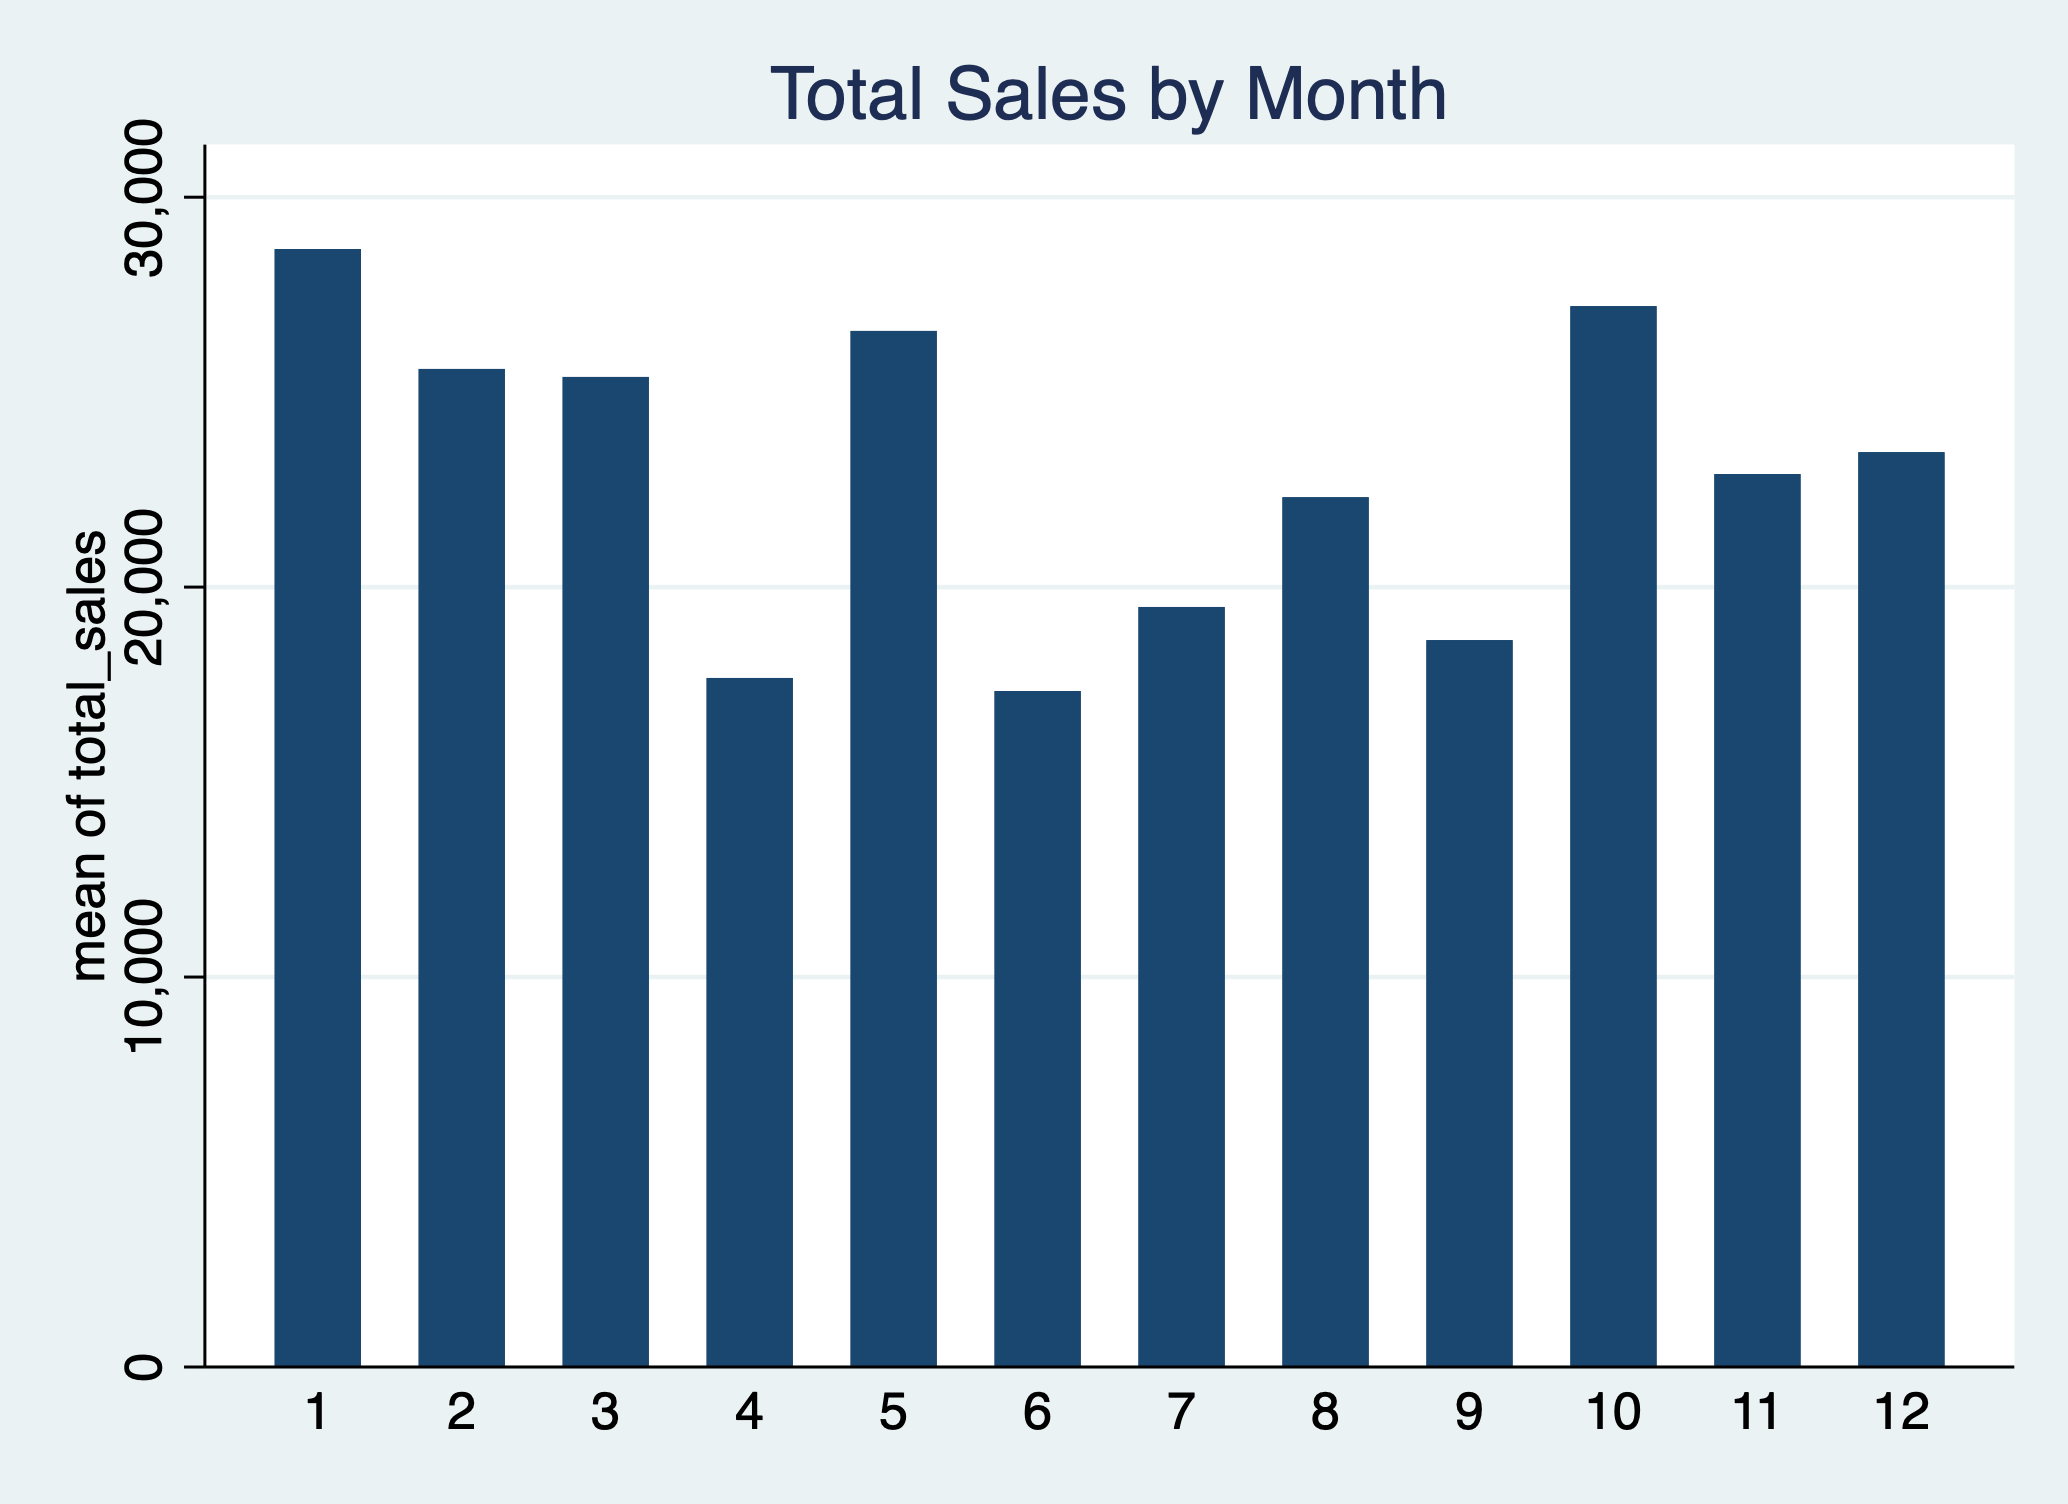 Total Sales by Month
mean of total_sales
30,000
20,000
10,000
0
1 2 3 4 5 6 7 8 9 10 11 12